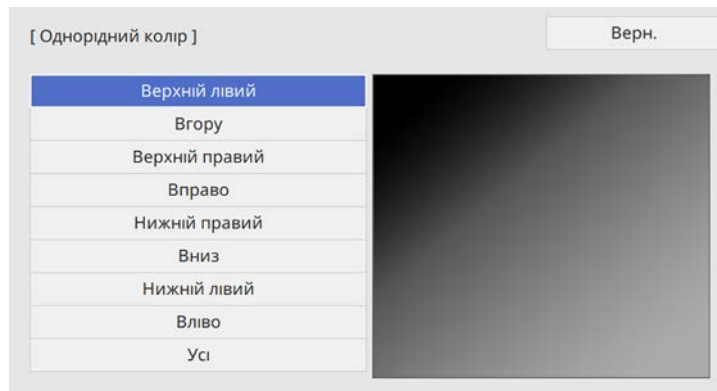 [ Однорідний колір ]
Верн.
Верхній лівий
Вгору
Верхній правий
Вправо
Нижній правий
Вниз
Нижній лівий
Вліво
Усі